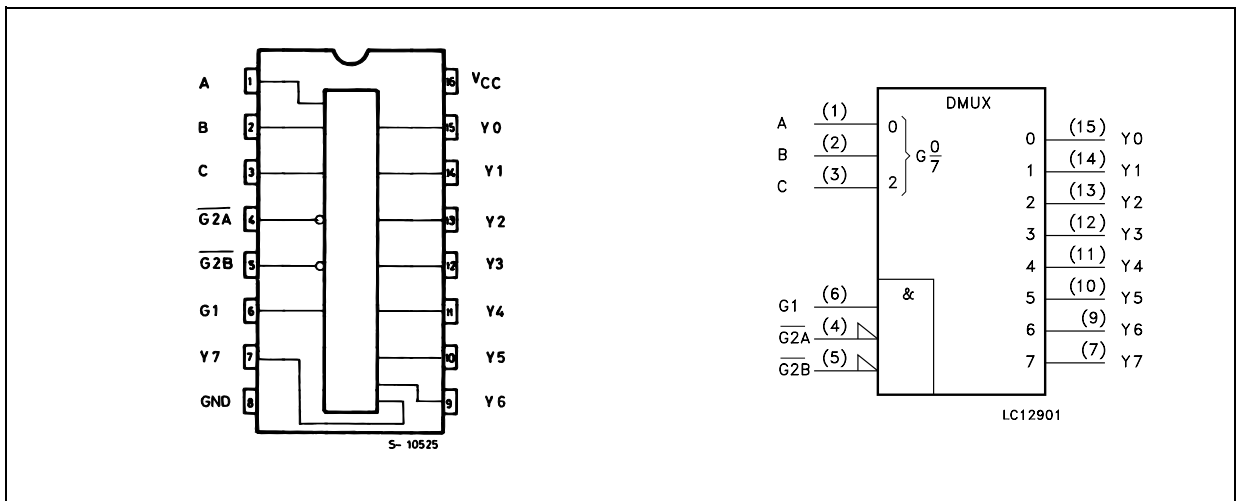 A 1 16 VCC
B 2 15 Y0
C 3 14 Y1
G2A 4 13 Y2
G2B 5 12 Y3
G1 6 11 Y4
Y7 7 10 Y5
GND 8 9 Y6
S- 10525
DMUX
A (1) 0
B (2) G 0/7
C (3) 2
0 (15) Y0
1 (14) Y1
2 (13) Y2
3 (12) Y3
4 (11) Y4
5 (10) Y5
6 (9) Y6
7 (7) Y7
&
G1 (6)
G2A (4)
G2B (5)
LC12901